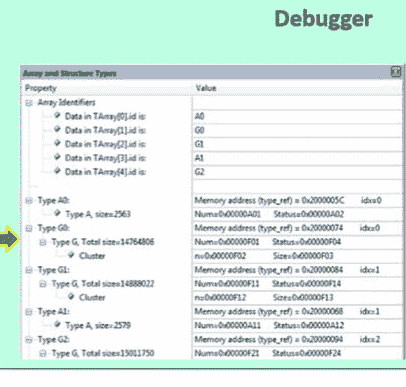 Debugger
Array and Structure Types
Property Value
Array Identifiers
Data in TArray[0].id is: A0
Data in TArray[1].id is: G0
Data in TArray[2].id is: G1
Data in TArray[3].id is: A1
Data in TArray[4].id is: G2
Type A0: Memory address (type_ref) = 0x2000005C idx=0
Type A, size=2563 Num=0x00000A01 Status=0x00000A02
Type G0: Memory address (type_ref) = 0x20000074 idx=0
Type G, Total size=14764806 Num=0x00000F01 Status=0x00000F04
Cluster n=0x00000F02 Size=0x00000F03
Type G1: Memory address (type_ref) = 0x20000084 idx=1
Type G, Total size=14888022 Num=0x00000F11 Status=0x00000F14
Cluster n=0x00000F12 Size=0x00000F13
Type A1: Memory address (type_ref) = 0x20000068 idx=1
Type A, size=2579 Num=0x00000A11 Status=0x00000A12
Type G2: Memory address (type_ref) = 0x20000094 idx=2
Type G, Total size=15011750 Num=0x00000F21 Status=0x00000F24